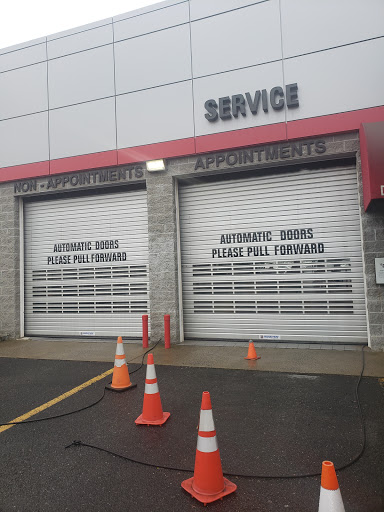 SERVICE
NON - APPOINTMENTS
APPOINTMENTS
AUTOMATIC DOORS
PLEASE PULL FORWARD
AUTOMATIC DOORS
PLEASE PULL FORWARD